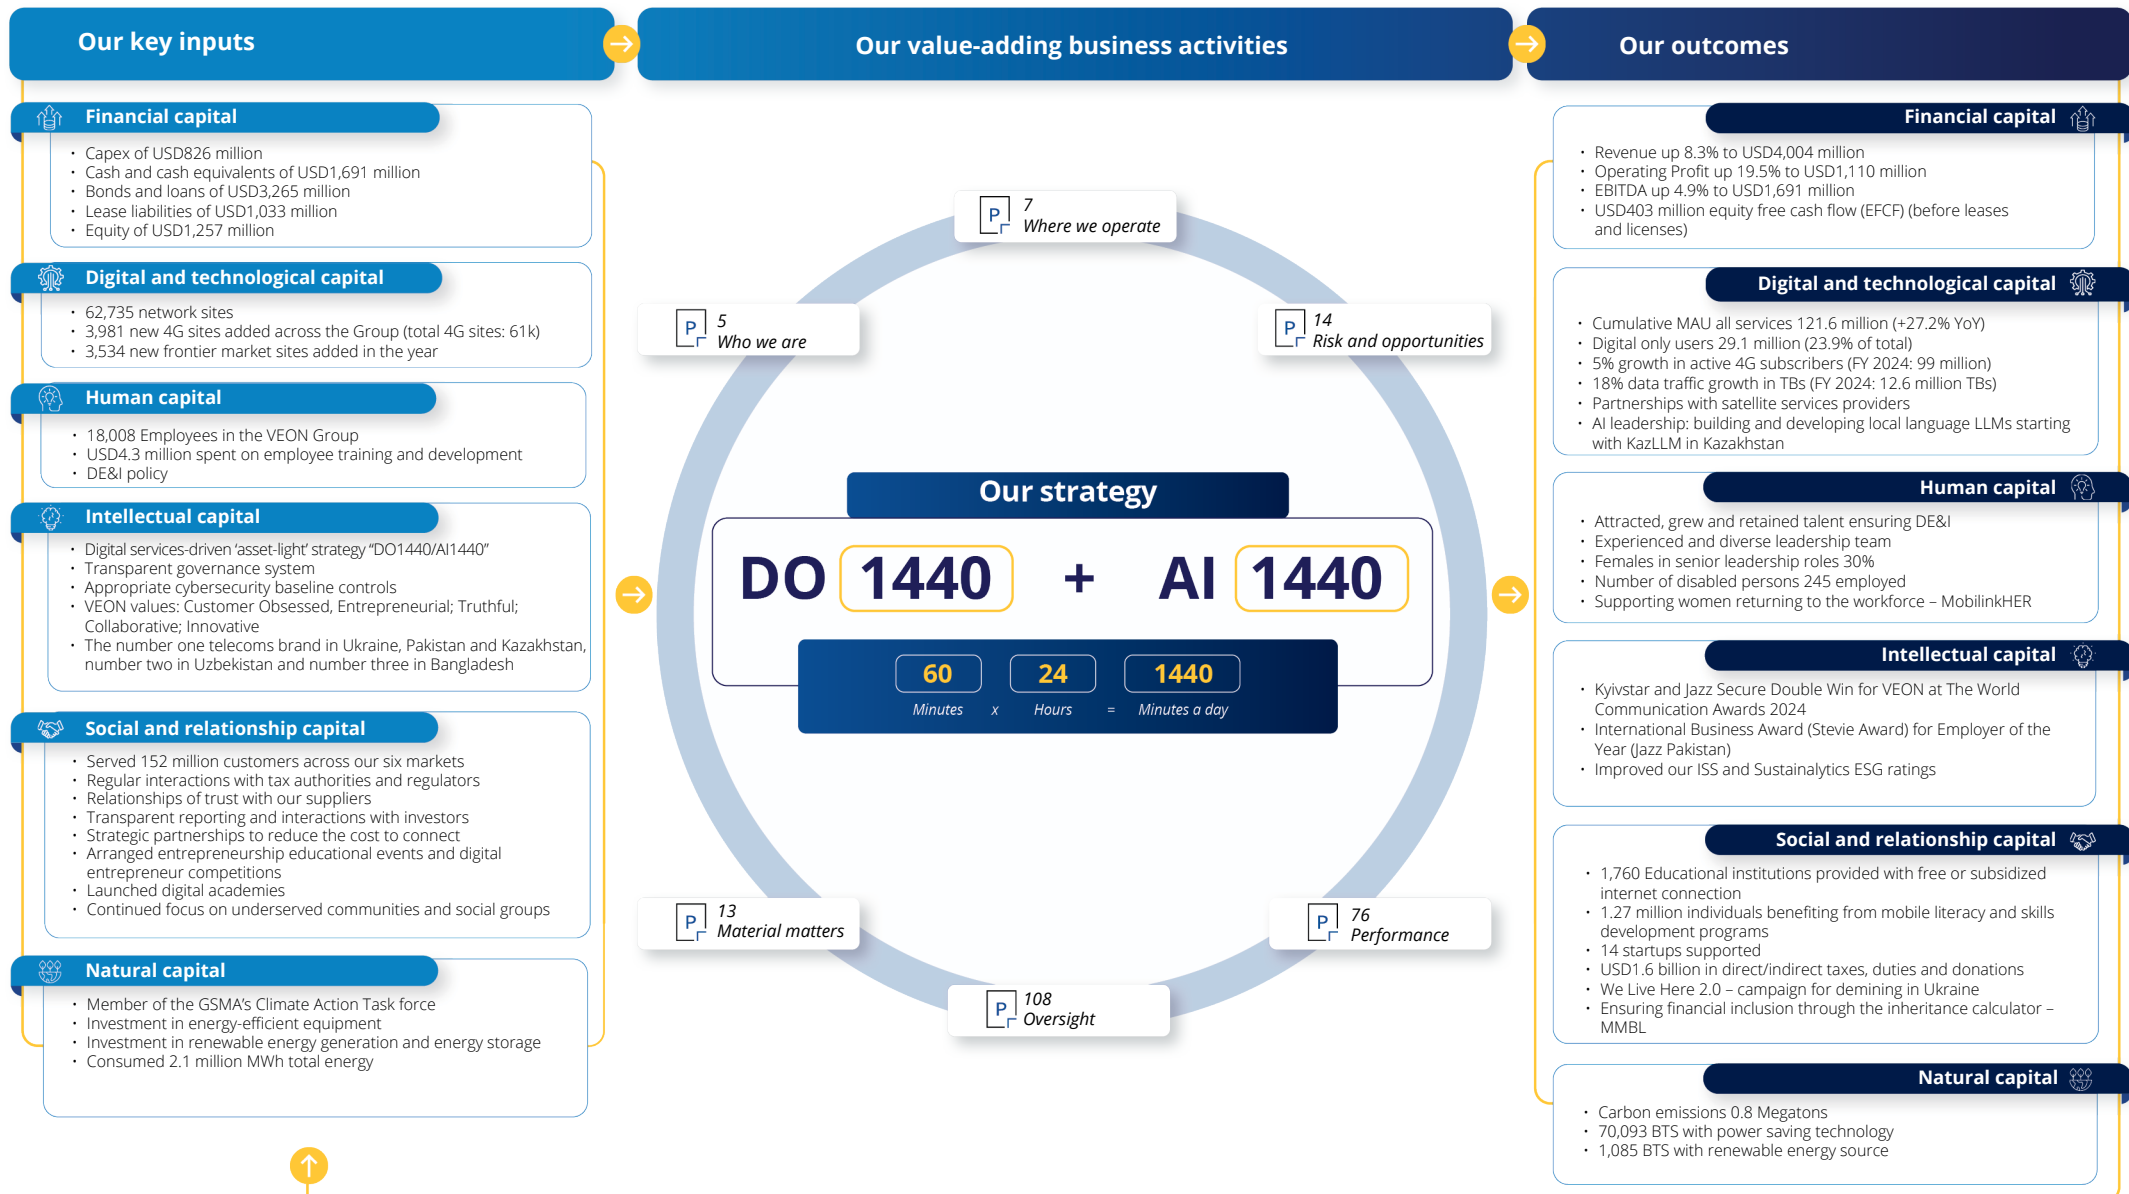 Our key inputs
Our value-adding business activities
Our outcomes
Financial capital
• Capex of USD826 million
• Cash and cash equivalents of USD1,691 million
• Bonds and loans of USD3,265 million
• Lease liabilities of USD1,033 million
• Equity of USD1,257 million
Digital and technological capital
• 62,735 network sites
• 3,981 new 4G sites added across the Group (total 4G sites: 61k)
• 3,534 new frontier market sites added in the year
Human capital
• 18,008 Employees in the VEON Group
• USD4.3 million spent on employee training and development
• DE&I policy
Intellectual capital
• Digital services-driven ‘asset-light’ strategy “DO1440/AI1440”
• Transparent governance system
• Appropriate cybersecurity baseline controls
• VEON values: Customer Obsessed, Entrepreneurial; Truthful;
Collaborative; Innovative
• The number one telecoms brand in Ukraine, Pakistan and Kazakhstan,
number two in Uzbekistan and number three in Bangladesh
Social and relationship capital
• Served 152 million customers across our six markets
• Regular interactions with tax authorities and regulators
• Relationships of trust with our suppliers
• Transparent reporting and interactions with investors
• Strategic partnerships to reduce the cost to connect
• Arranged entrepreneurship educational events and digital
entrepreneur competitions
• Launched digital academies
• Continued focus on underserved communities and social groups
Natural capital
• Member of the GSMA’s Climate Action Task force
• Investment in energy-efficient equipment
• Investment in renewable energy generation and energy storage
• Consumed 2.1 million MWh total energy
P 7
Where we operate
P 5
Who we are
P 14
Risk and opportunities
Our strategy
DO 1440 + AI 1440
60 24 1440
Minutes x Hours = Minutes a day
P 13
Material matters
P 76
Performance
P 108
Oversight
Financial capital
• Revenue up 8.3% to USD4,004 million
• Operating Profit up 19.5% to USD1,110 million
• EBITDA up 4.9% to USD1,691 million
• USD403 million equity free cash flow (EFCF) (before leases
and licenses)
Digital and technological capital
• Cumulative MAU all services 121.6 million (+27.2% YoY)
• Digital only users 29.1 million (23.9% of total)
• 5% growth in active 4G subscribers (FY 2024: 99 million)
• 18% data traffic growth in TBs (FY 2024: 12.6 million TBs)
• Partnerships with satellite services providers
• AI leadership: building and developing local language LLMs starting
with KazLLM in Kazakhstan
Human capital
• Attracted, grew and retained talent ensuring DE&I
• Experienced and diverse leadership team
• Females in senior leadership roles 30%
• Number of disabled persons 245 employed
• Supporting women returning to the workforce – MobilinkHER
Intellectual capital
• Kyivstar and Jazz Secure Double Win for VEON at The World
Communication Awards 2024
• International Business Award (Stevie Award) for Employer of the
Year (Jazz Pakistan)
• Improved our ISS and Sustainalytics ESG ratings
Social and relationship capital
• 1,760 Educational institutions provided with free or subsidized
internet connection
• 1.27 million individuals benefiting from mobile literacy and skills
development programs
• 14 startups supported
• USD1.6 billion in direct/indirect taxes, duties and donations
• We Live Here 2.0 – campaign for demining in Ukraine
• Ensuring financial inclusion through the inheritance calculator –
MMBL
Natural capital
• Carbon emissions 0.8 Megatons
• 70,093 BTS with power saving technology
• 1,085 BTS with renewable energy source